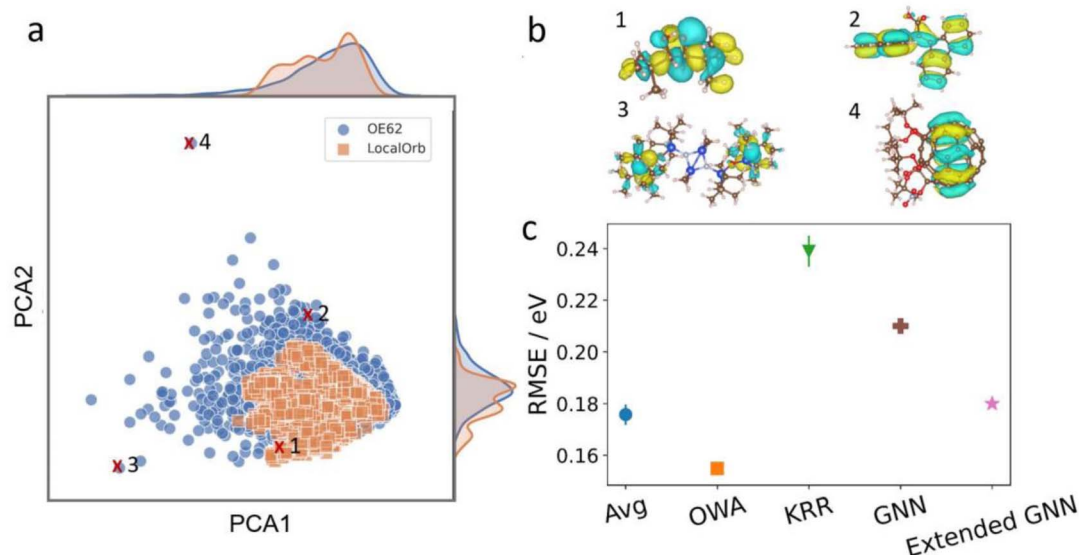 a
OE62
LocalOrb
4
2
1
3
PCA2
PCA1
b
1
2
3
4
c
RMSE / eV
0.24
0.22
0.20
0.18
0.16
Avg
OWA
KRR
GNN
Extended GNN